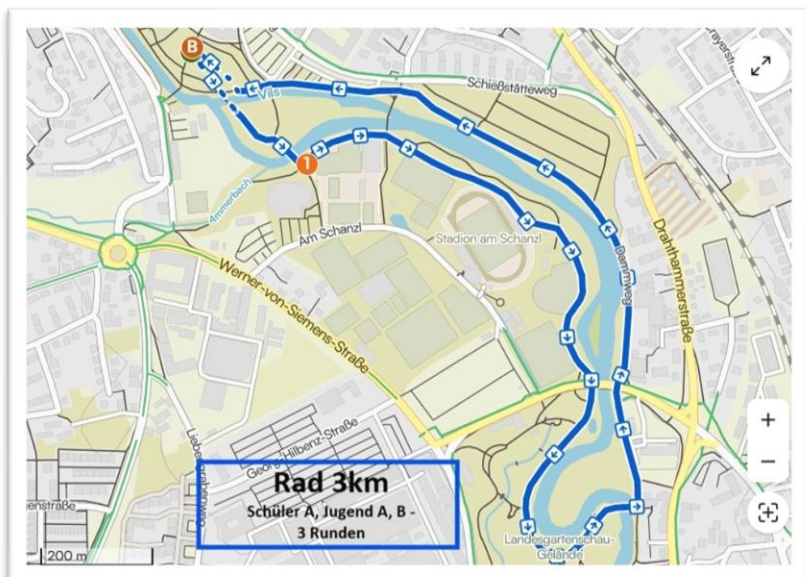 B
Vils
Schießstätteweg
1
Ammerbach
Am Schanzl
Stadion am Schanzl
Dammweg
Drahthammerstraße
Werner-von-Siemens-Straße
Georg-Hilbenz-Straße
Rad 3km
Schüler A, Jugend A, B -
3 Runden
Landesgartenschau-
Gelände
200 m
+
−